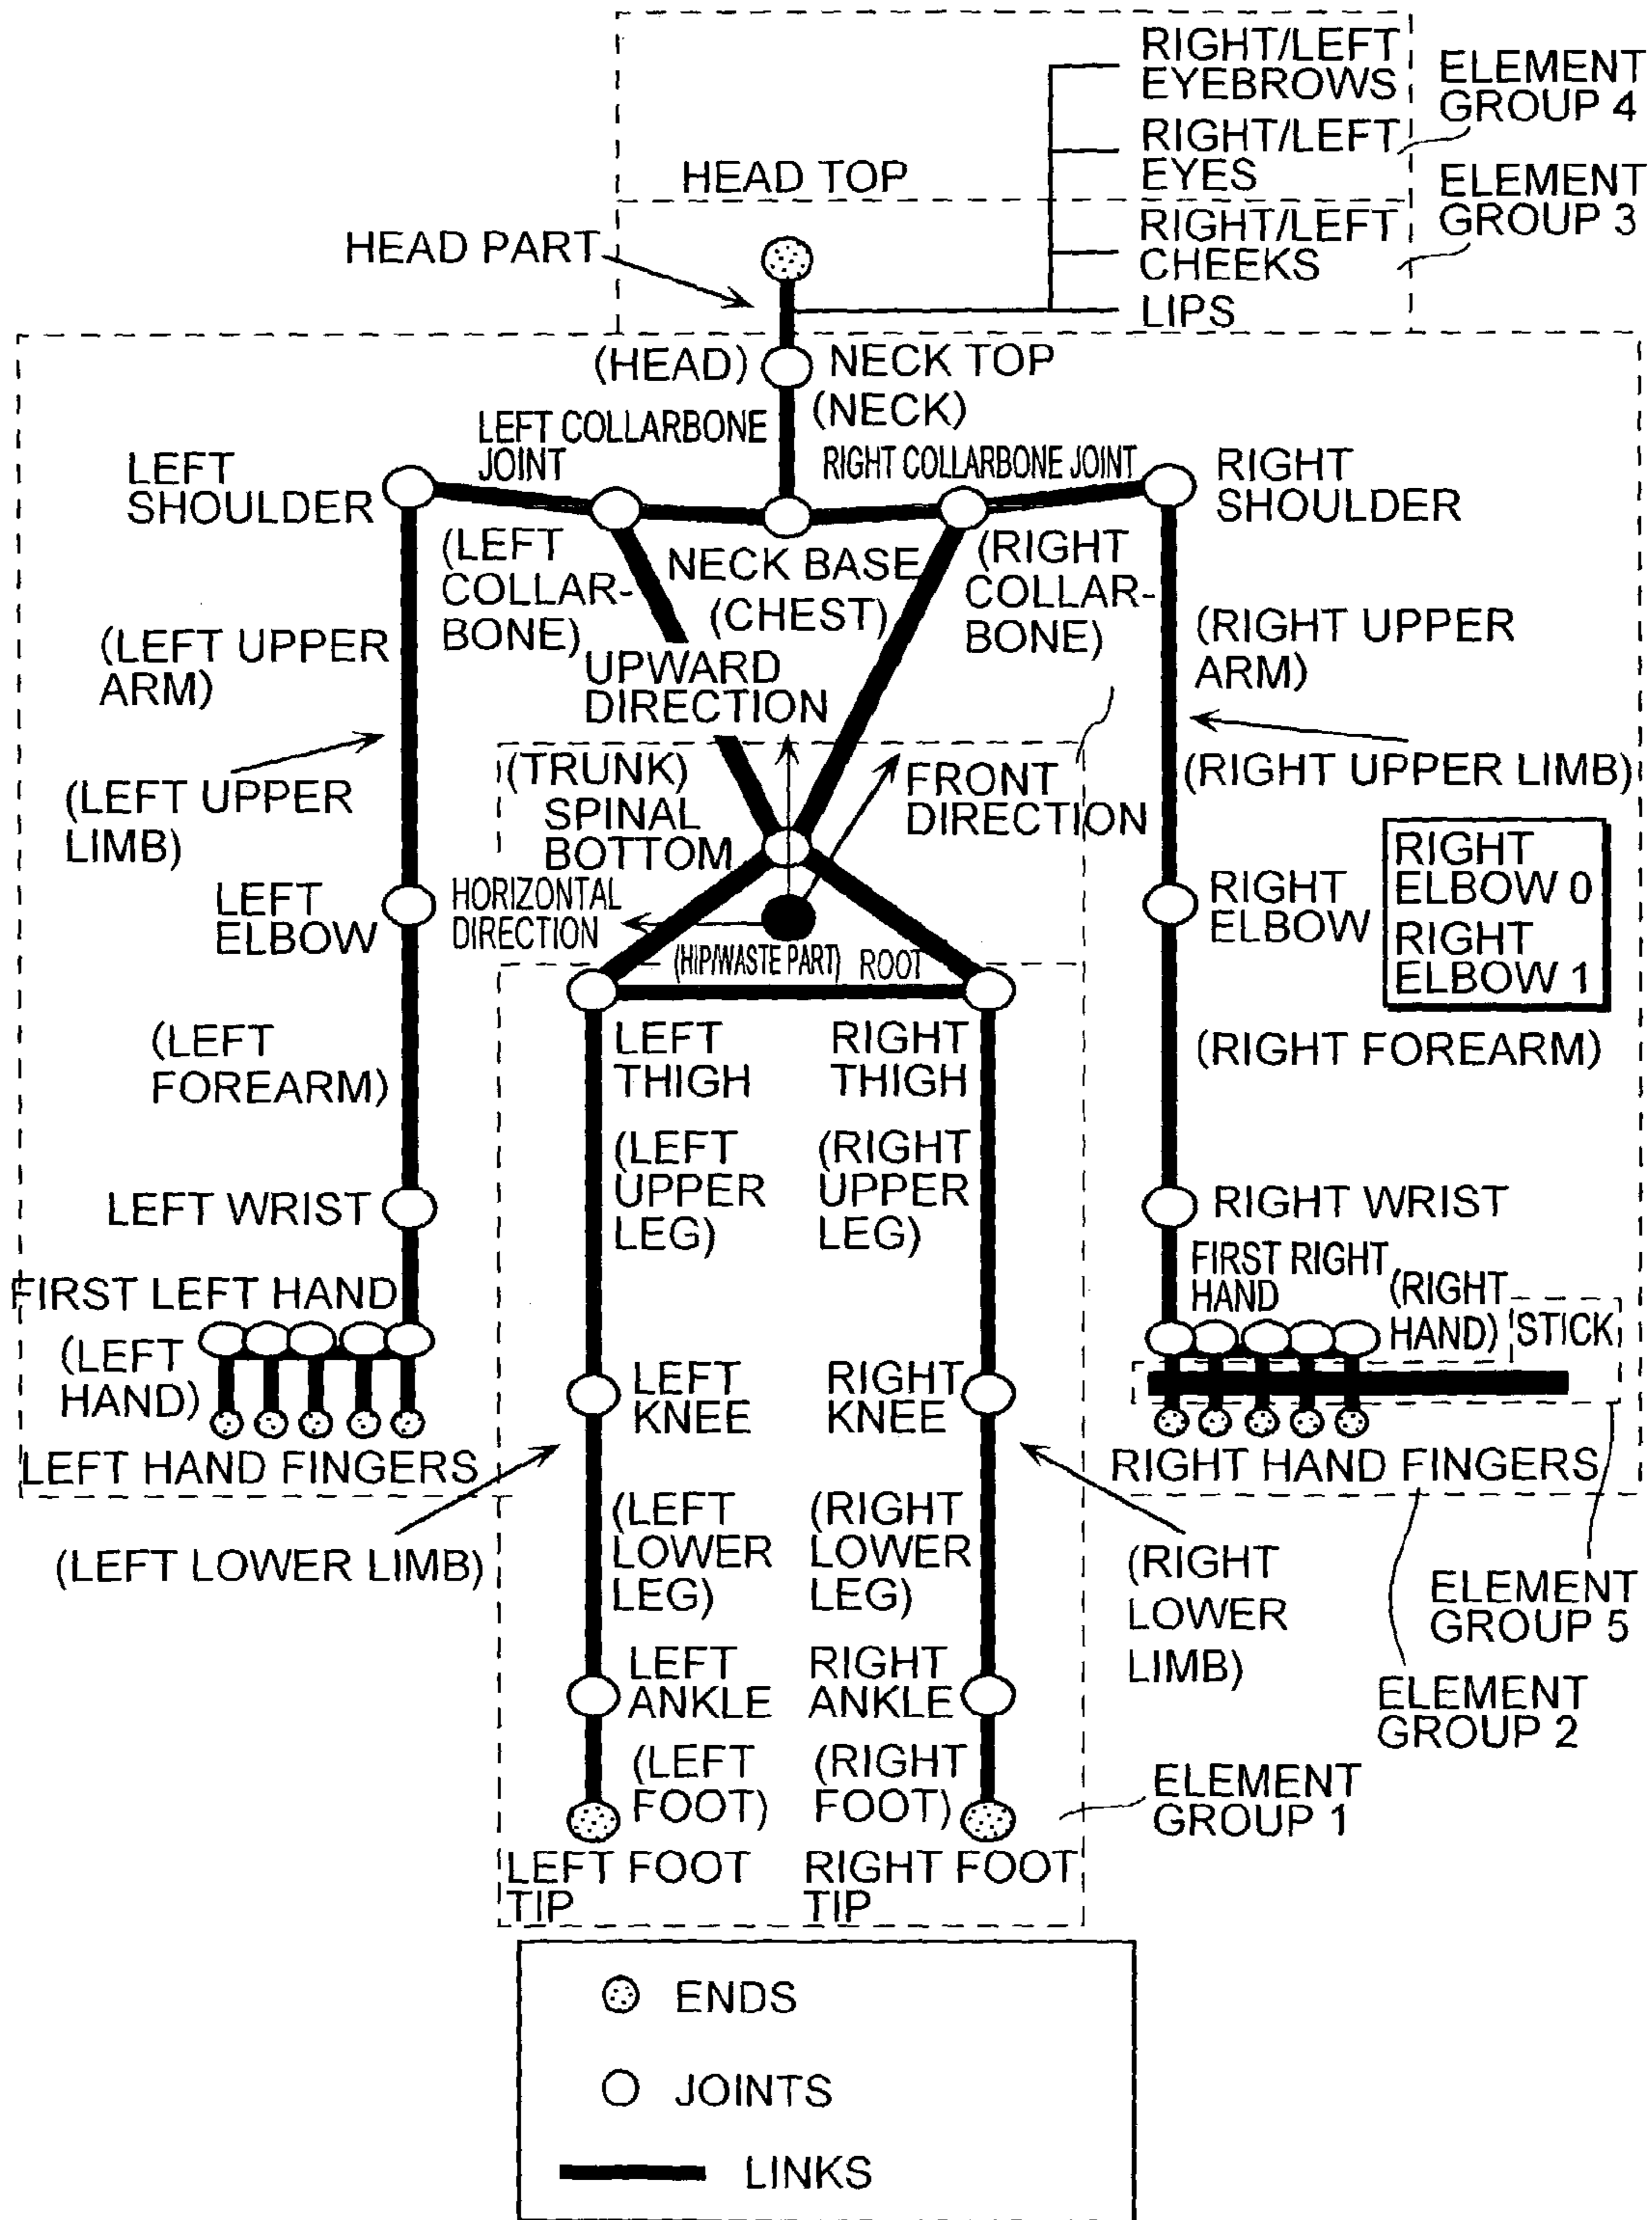 RIGHT/LEFT
EYEBROWS
ELEMENT
GROUP 4
RIGHT/LEFT
EYES
HEAD TOP
ELEMENT
GROUP 3
RIGHT/LEFT
CHEEKS
HEAD PART
LIPS
(HEAD)
NECK TOP
(NECK)
LEFT COLLARBONE
JOINT
RIGHT COLLARBONE JOINT
LEFT
SHOULDER
RIGHT
SHOULDER
(LEFT
COLLAR-
BONE)
NECK BASE
(CHEST)
(RIGHT
COLLAR-
BONE)
(LEFT UPPER
ARM)
UPWARD
DIRECTION
(RIGHT UPPER
ARM)
(LEFT UPPER
LIMB)
(TRUNK)
SPINAL
BOTTOM
FRONT
DIRECTION
(RIGHT UPPER LIMB)
LEFT
ELBOW
HORIZONTAL
DIRECTION
RIGHT
ELBOW
RIGHT
ELBOW 0
RIGHT
ELBOW 1
(HIP/WASTE PART)
ROOT
(LEFT
FOREARM)
LEFT
THIGH
RIGHT
THIGH
(RIGHT FOREARM)
(LEFT
UPPER
LEG)
(RIGHT
UPPER
LEG)
LEFT WRIST
RIGHT WRIST
FIRST LEFT HAND
FIRST RIGHT
HAND
(RIGHT
HAND)
STICK
(LEFT
HAND)
LEFT
KNEE
RIGHT
KNEE
LEFT HAND FINGERS
RIGHT HAND FINGERS
(LEFT LOWER LIMB)
(LEFT
LOWER
LEG)
(RIGHT
LOWER
LEG)
(RIGHT
LOWER
LIMB)
ELEMENT
GROUP 5
LEFT
ANKLE
RIGHT
ANKLE
ELEMENT
GROUP 2
(LEFT
FOOT)
(RIGHT
FOOT)
ELEMENT
GROUP 1
LEFT FOOT
TIP
RIGHT FOOT
TIP
ENDS
JOINTS
LINKS